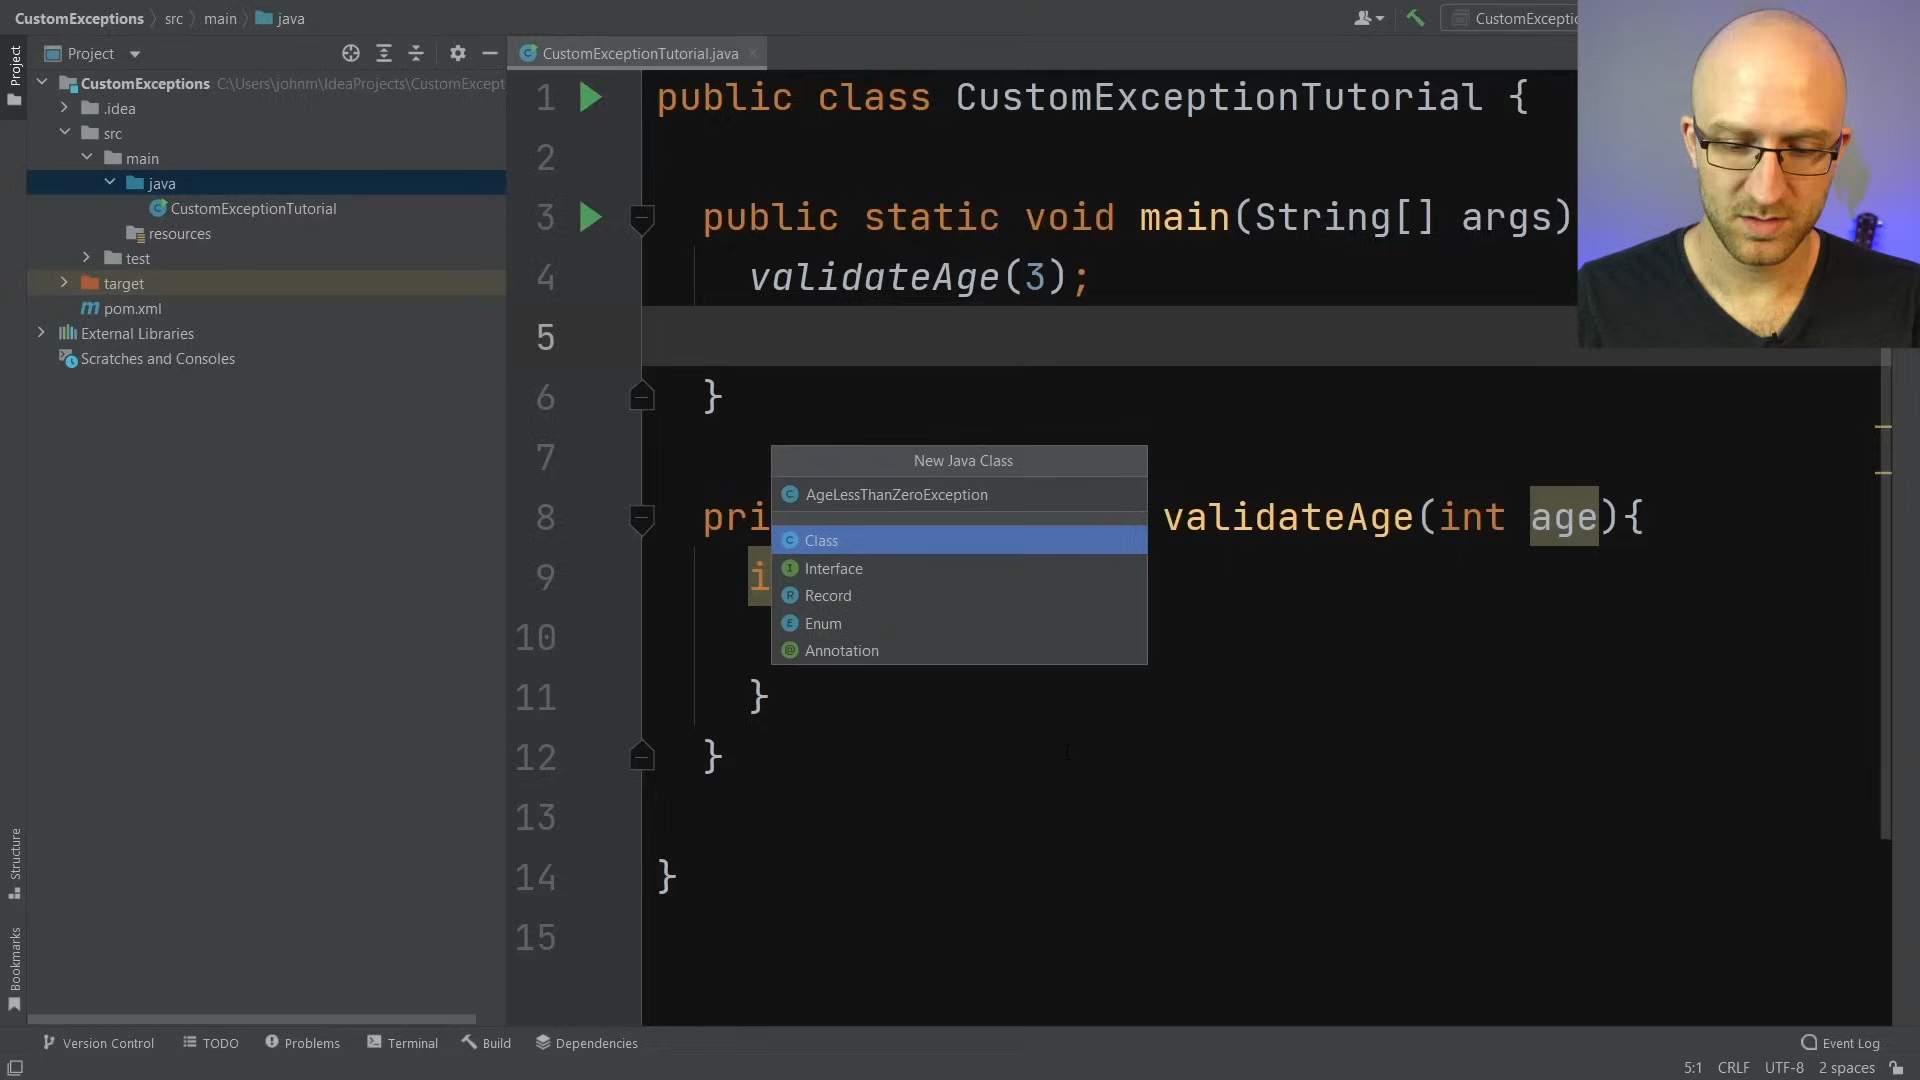 CustomExceptions src main java
CustomExceptio
Project
CustomExceptionTutorial.java
Project
CustomExceptions C:\Users\johnm\IdeaProjects\CustomExcept
.idea
src
main
java
CustomExceptionTutorial
resources
test
target
pom.xml
External Libraries
Scratches and Consoles
1 public class CustomExceptionTutorial {
2
3 public static void main(String[] args)
4 validateAge(3);
5
6 }
7
8 pri validateAge(int age){
9 i
10
11 }
12 }
13
14 }
15
New Java Class
AgeLessThanZeroException
Class
Interface
Record
Enum
Annotation
Structure
Bookmarks
Version Control TODO Problems Terminal Build Dependencies Event Log
5:1 CRLF UTF-8 2 spaces